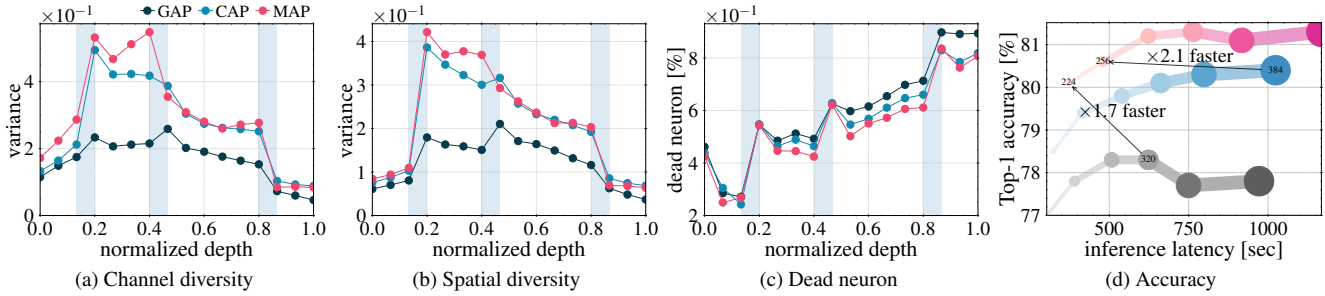 GAP CAP MAP
×10⁻¹
variance
0
2
4
0.0 0.2 0.4 0.6 0.8 1.0
normalized depth
(a) Channel diversity
×10⁻¹
variance
0
1
2
3
4
0.0 0.2 0.4 0.6 0.8 1.0
normalized depth
(b) Spatial diversity
×10⁻¹
dead neuron [%]
2
4
6
8
0.0 0.2 0.4 0.6 0.8 1.0
normalized depth
(c) Dead neuron
Top-1 accuracy [%]
81
80
79
78
77
256
×2.1 faster
384
224
×1.7 faster
320
500 750 1000
inference latency [sec]
(d) Accuracy